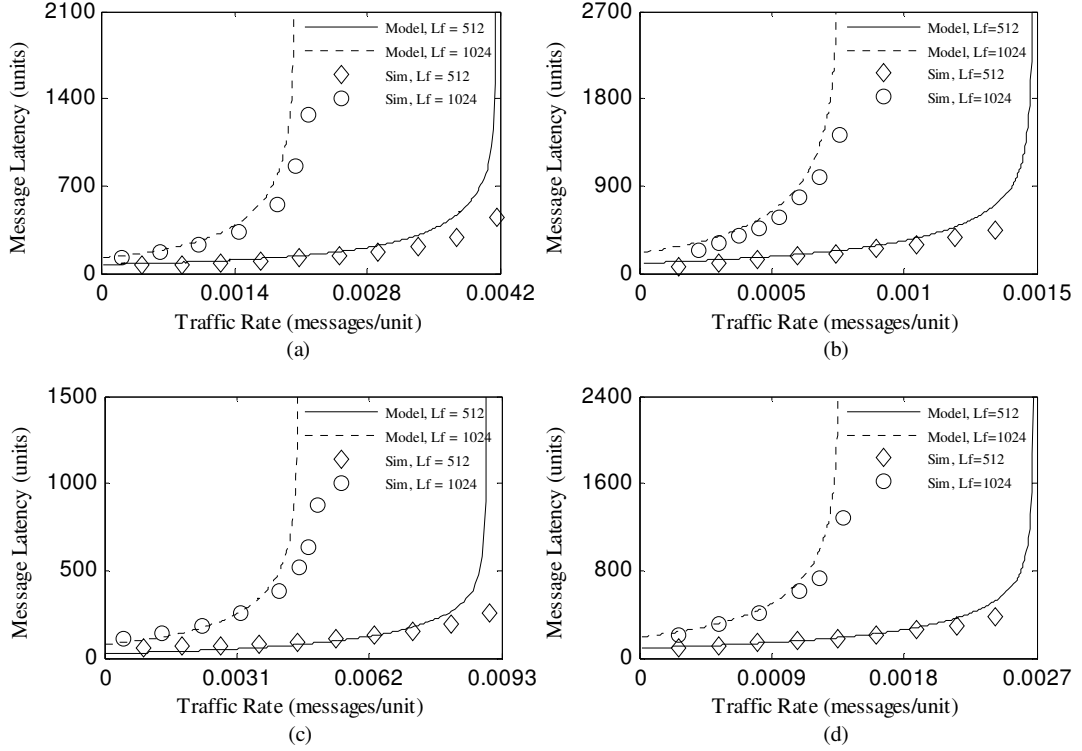 2100
1400
700
0
Message Latency (units)
Model, Lf = 512
Model, Lf = 1024
Sim, Lf = 512
Sim, Lf = 1024
0 0.0014 0.0028 0.0042
Traffic Rate (messages/unit)
(a)
2700
1800
900
0
Message Latency (units)
Model, Lf=512
Model, Lf=1024
Sim, Lf=512
Sim, Lf=1024
0 0.0005 0.001 0.0015
Traffic Rate (messages/unit)
(b)
1500
1000
500
0
Message Latency (units)
Model, Lf = 512
Model, Lf = 1024
Sim, Lf = 512
Sim, Lf = 1024
0 0.0031 0.0062 0.0093
Traffic Rate (messages/unit)
(c)
2400
1600
800
0
Message Latency (units)
Model, Lf=512
Model, Lf=1024
Sim, Lf=512
Sim, Lf=1024
0 0.0009 0.0018 0.0027
Traffic Rate (messages/unit)
(d)